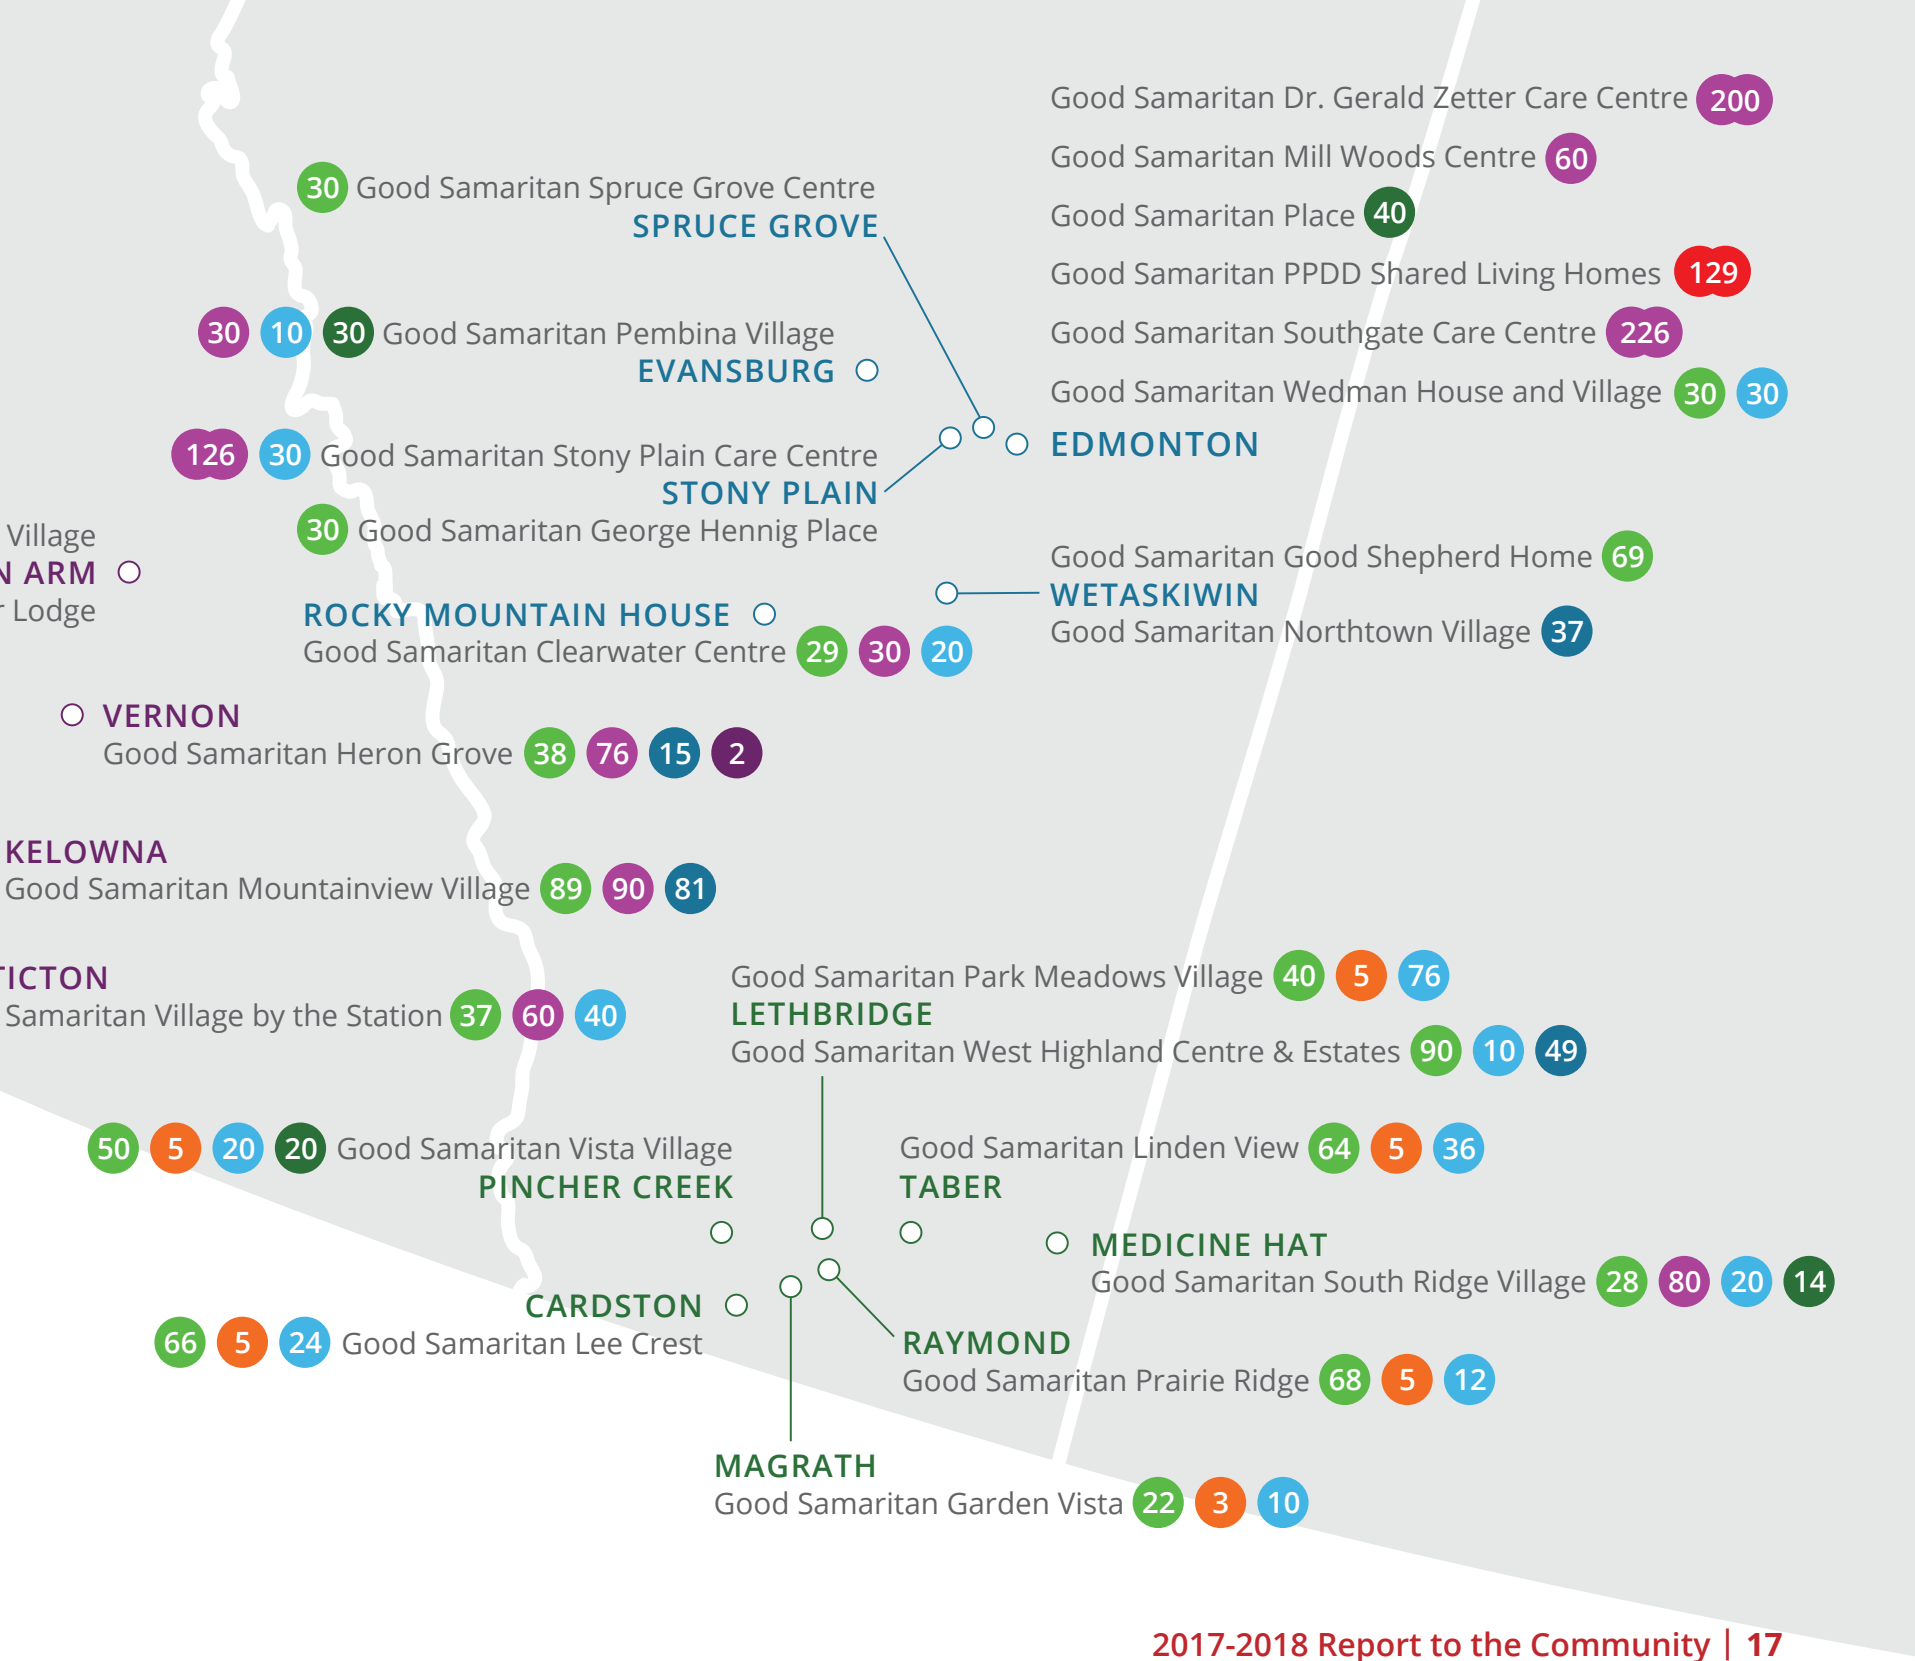 Good Samaritan Dr. Gerald Zetter Care Centre 200
Good Samaritan Mill Woods Centre 60
Good Samaritan Place 40
Good Samaritan PPDD Shared Living Homes 129
Good Samaritan Southgate Care Centre 226
Good Samaritan Wedman House and Village 30 30
EDMONTON
30 Good Samaritan Spruce Grove Centre
SPRUCE GROVE
30 10 30 Good Samaritan Pembina Village
EVANSBURG
126 30 Good Samaritan Stony Plain Care Centre
STONY PLAIN
30 Good Samaritan George Hennig Place
Village
N ARM
r Lodge
Good Samaritan Good Shepherd Home 69
WETASKIWIN
Good Samaritan Northtown Village 37
ROCKY MOUNTAIN HOUSE
Good Samaritan Clearwater Centre 29 30 20
VERNON
Good Samaritan Heron Grove 38 76 15 2
KELOWNA
Good Samaritan Mountainview Village 89 90 81
TICTON
Samaritan Village by the Station 37 60 40
Good Samaritan Park Meadows Village 40 5 76
LETHBRIDGE
Good Samaritan West Highland Centre & Estates 90 10 49
50 5 20 20 Good Samaritan Vista Village
PINCHER CREEK
Good Samaritan Linden View 64 5 36
TABER
MEDICINE HAT
Good Samaritan South Ridge Village 28 80 20 14
CARDSTON
66 5 24 Good Samaritan Lee Crest
RAYMOND
Good Samaritan Prairie Ridge 68 5 12
MAGRATH
Good Samaritan Garden Vista 22 3 10
2017-2018 Report to the Community | 17